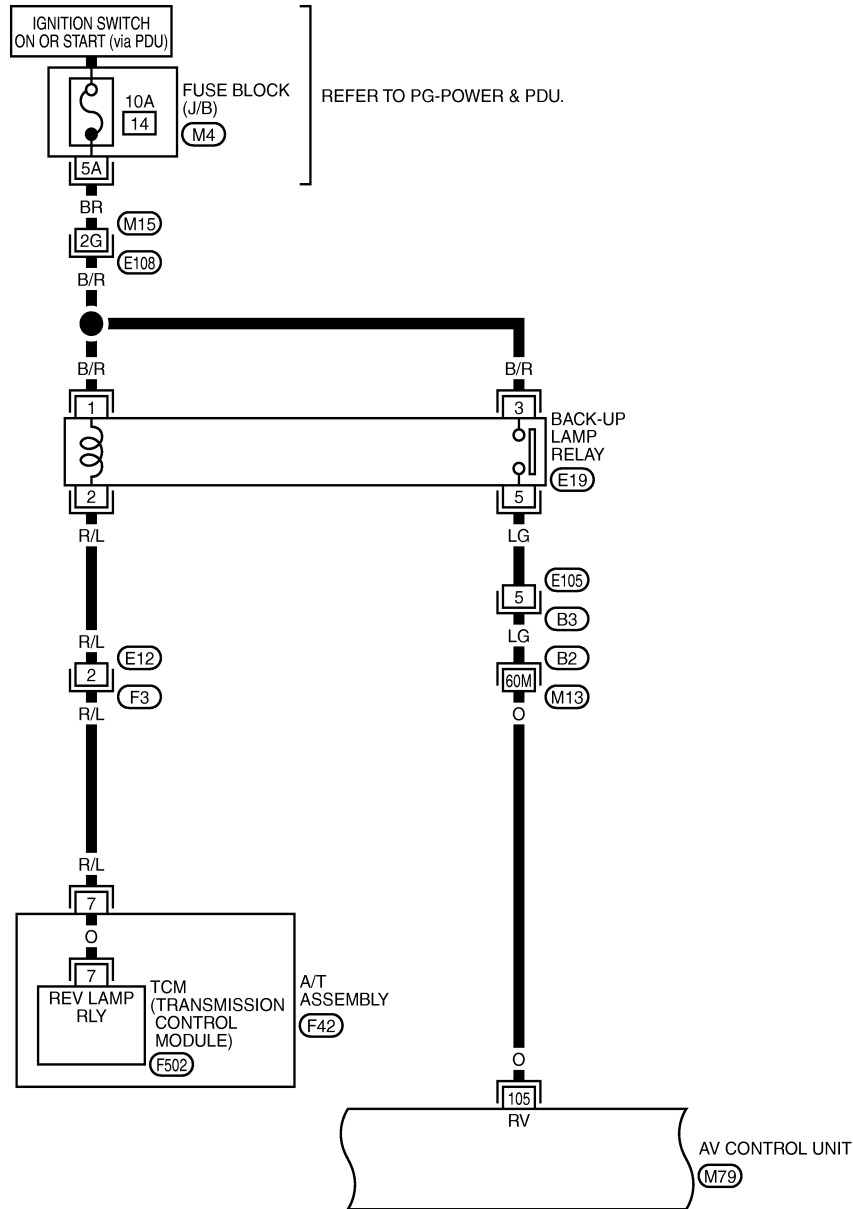 IGNITION SWITCH
ON OR START (via PDU)
FUSE BLOCK
(J/B)
10A
14
M4
REFER TO PG-POWER & PDU.
5A
BR
M15
2G
E108
B/R
B/R
B/R
1
3
BACK-UP
LAMP
RELAY
E19
2
5
R/L
LG
E105
5
B3
R/L
LG
E12
B2
2
60M
F3
M13
R/L
O
R/L
7
O
7
REV LAMP
RLY
TCM
(TRANSMISSION
CONTROL
MODULE)
F502
A/T
ASSEMBLY
F42
O
105
RV
AV CONTROL UNIT
M79